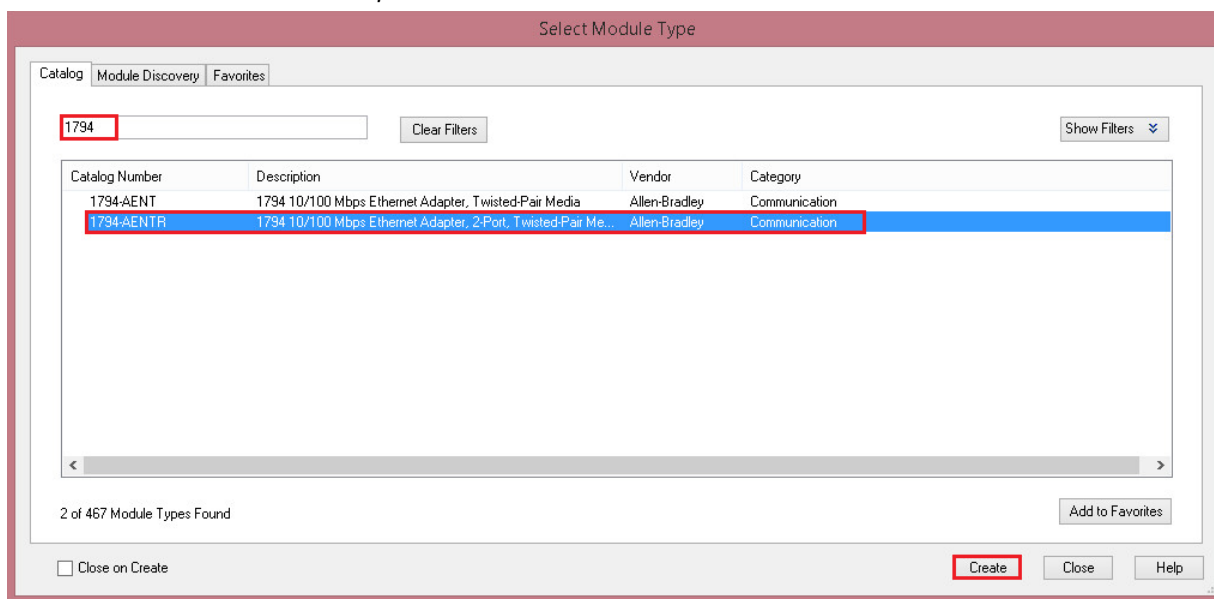 Select Module Type
Catalog Module Discovery Favorites
1794 Clear Filters Show Filters
Catalog Number Description Vendor Category
1794-AENT 1794 10/100 Mbps Ethernet Adapter, Twisted-Pair Media Allen-Bradley Communication
1794-AENTR 1794 10/100 Mbps Ethernet Adapter, 2-Port, Twisted-Pair Me... Allen-Bradley Communication
2 of 467 Module Types Found Add to Favorites
Close on Create Create Close Help